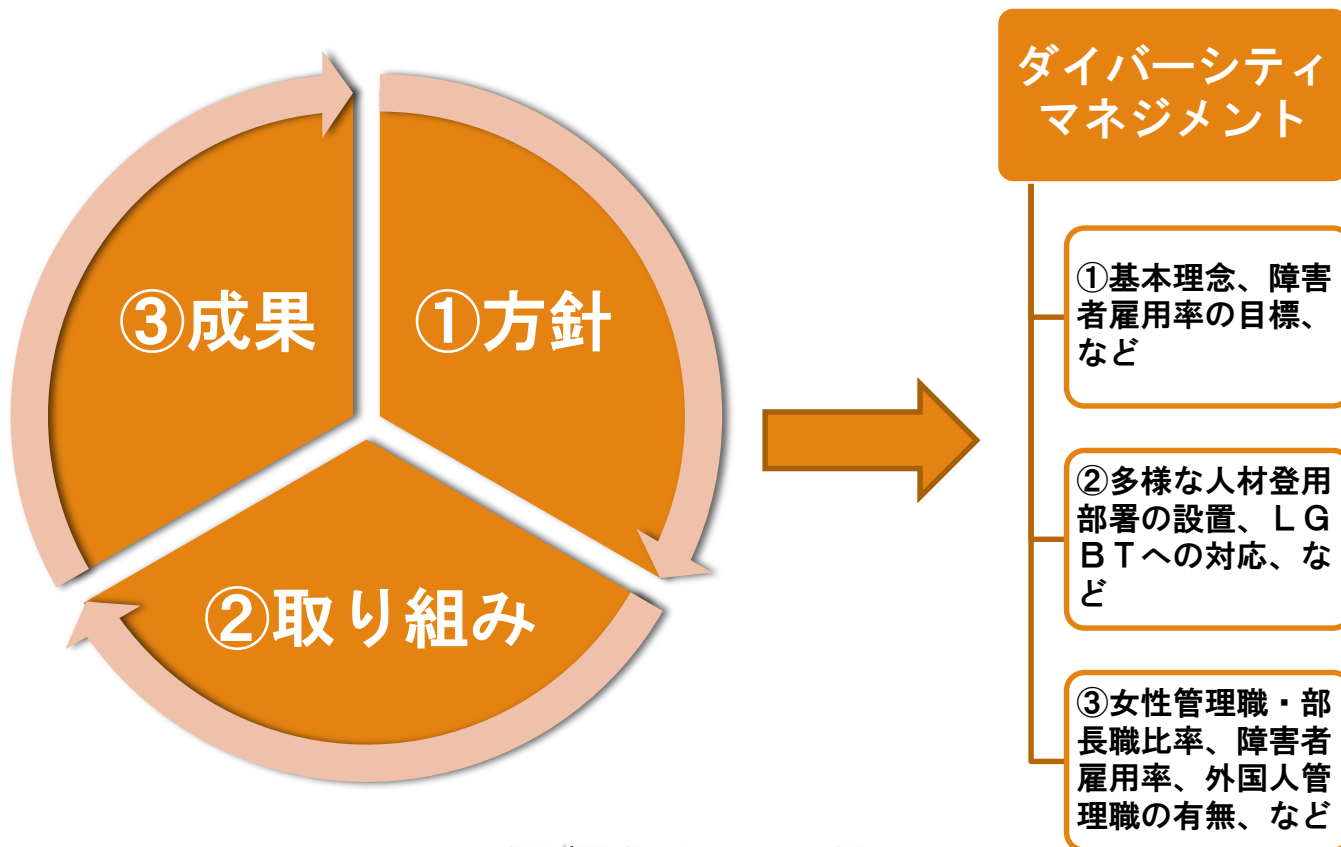 ③成果
①方針
②取り組み
ダイバーシティ
マネジメント
①基本理念、障害
者雇用率の目標、
など
②多様な人材登用
部署の設置、ＬＧ
ＢＴへの対応、な
ど
③女性管理職・部
長職比率、障害者
雇用率、外国人管
理職の有無、など